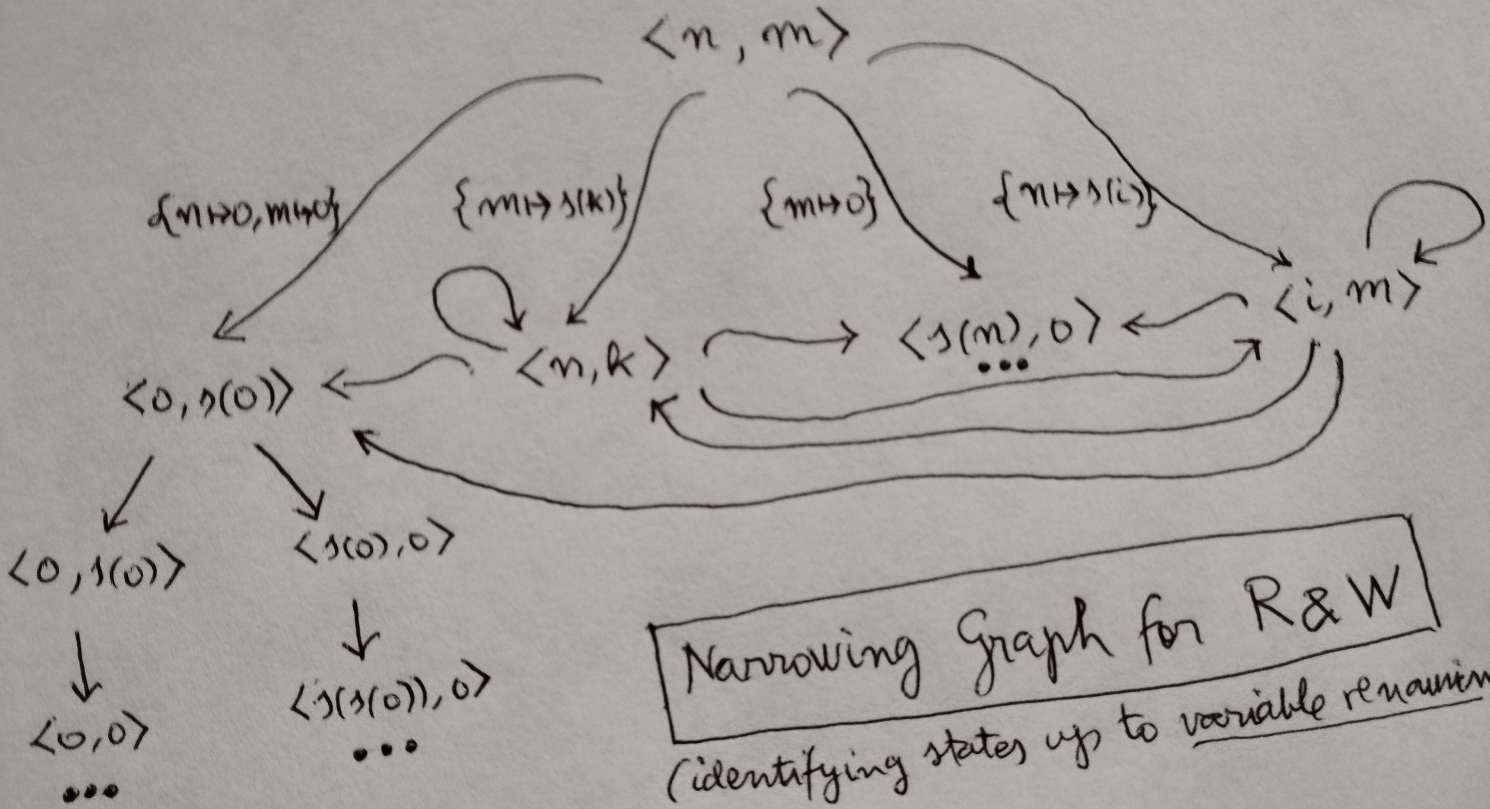 <n, m>
{n↦0, m↦0} {m↦s(k)} {m↦0} {n↦s(i)}
<i, m>
<s(n), 0>
...
<n, k>
<0, s(0)>
<s(0), 0>
<0, s(0)>
<s(s(0)), 0>
...
<0, 0>
...
Narrowing Graph for R & W
(identifying states up to variable